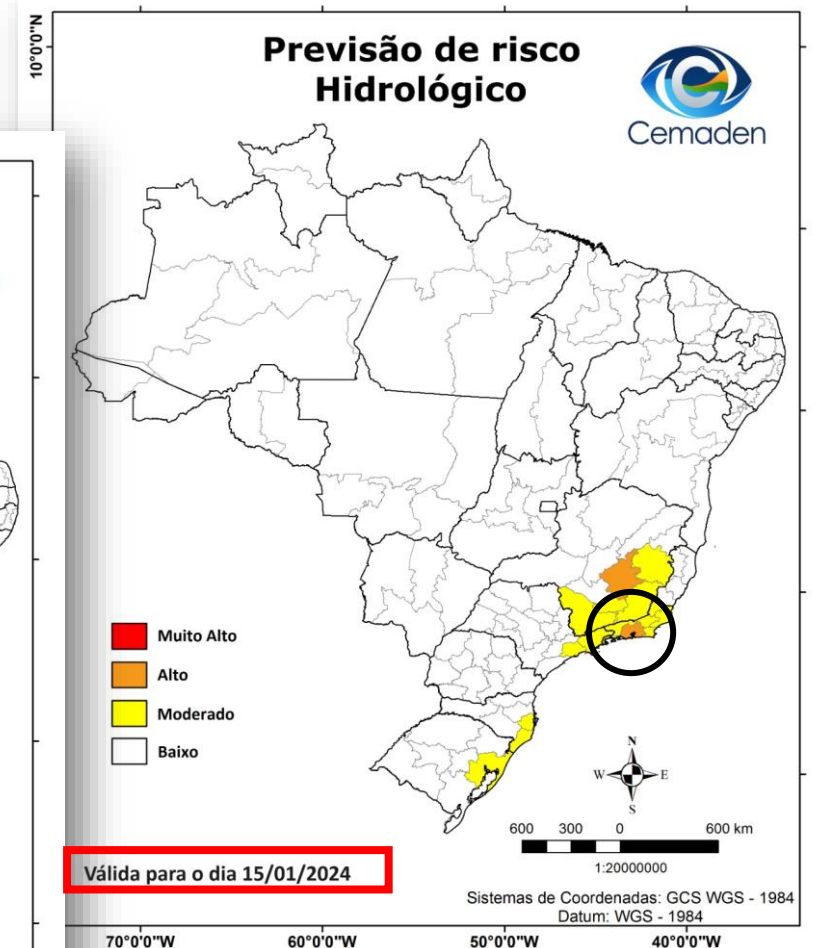 Previsão de risco
Hidrológico
Cemaden
10°0'0"N
Muito Alto
Alto
Moderado
Baixo
N
W E
S
600 300 0 600 km
1:20000000
Válida para o dia 15/01/2024
Sistemas de Coordenadas: GCS WGS - 1984
Datum: WGS - 1984
70°0'0"W 60°0'0"W 50°0'0"W 40°0'0"W